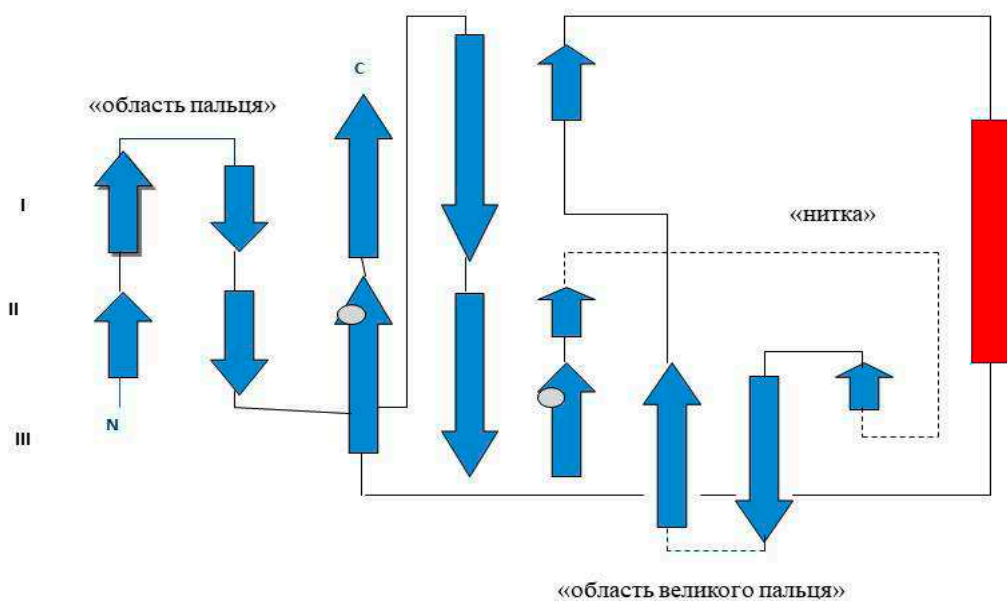 C
«область пальця»
I
«нитка»
II
N
III
«область великого пальця»